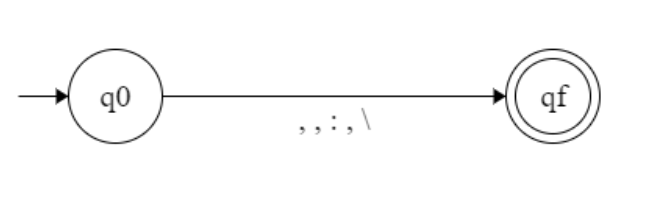 q0
qf
, , : , \